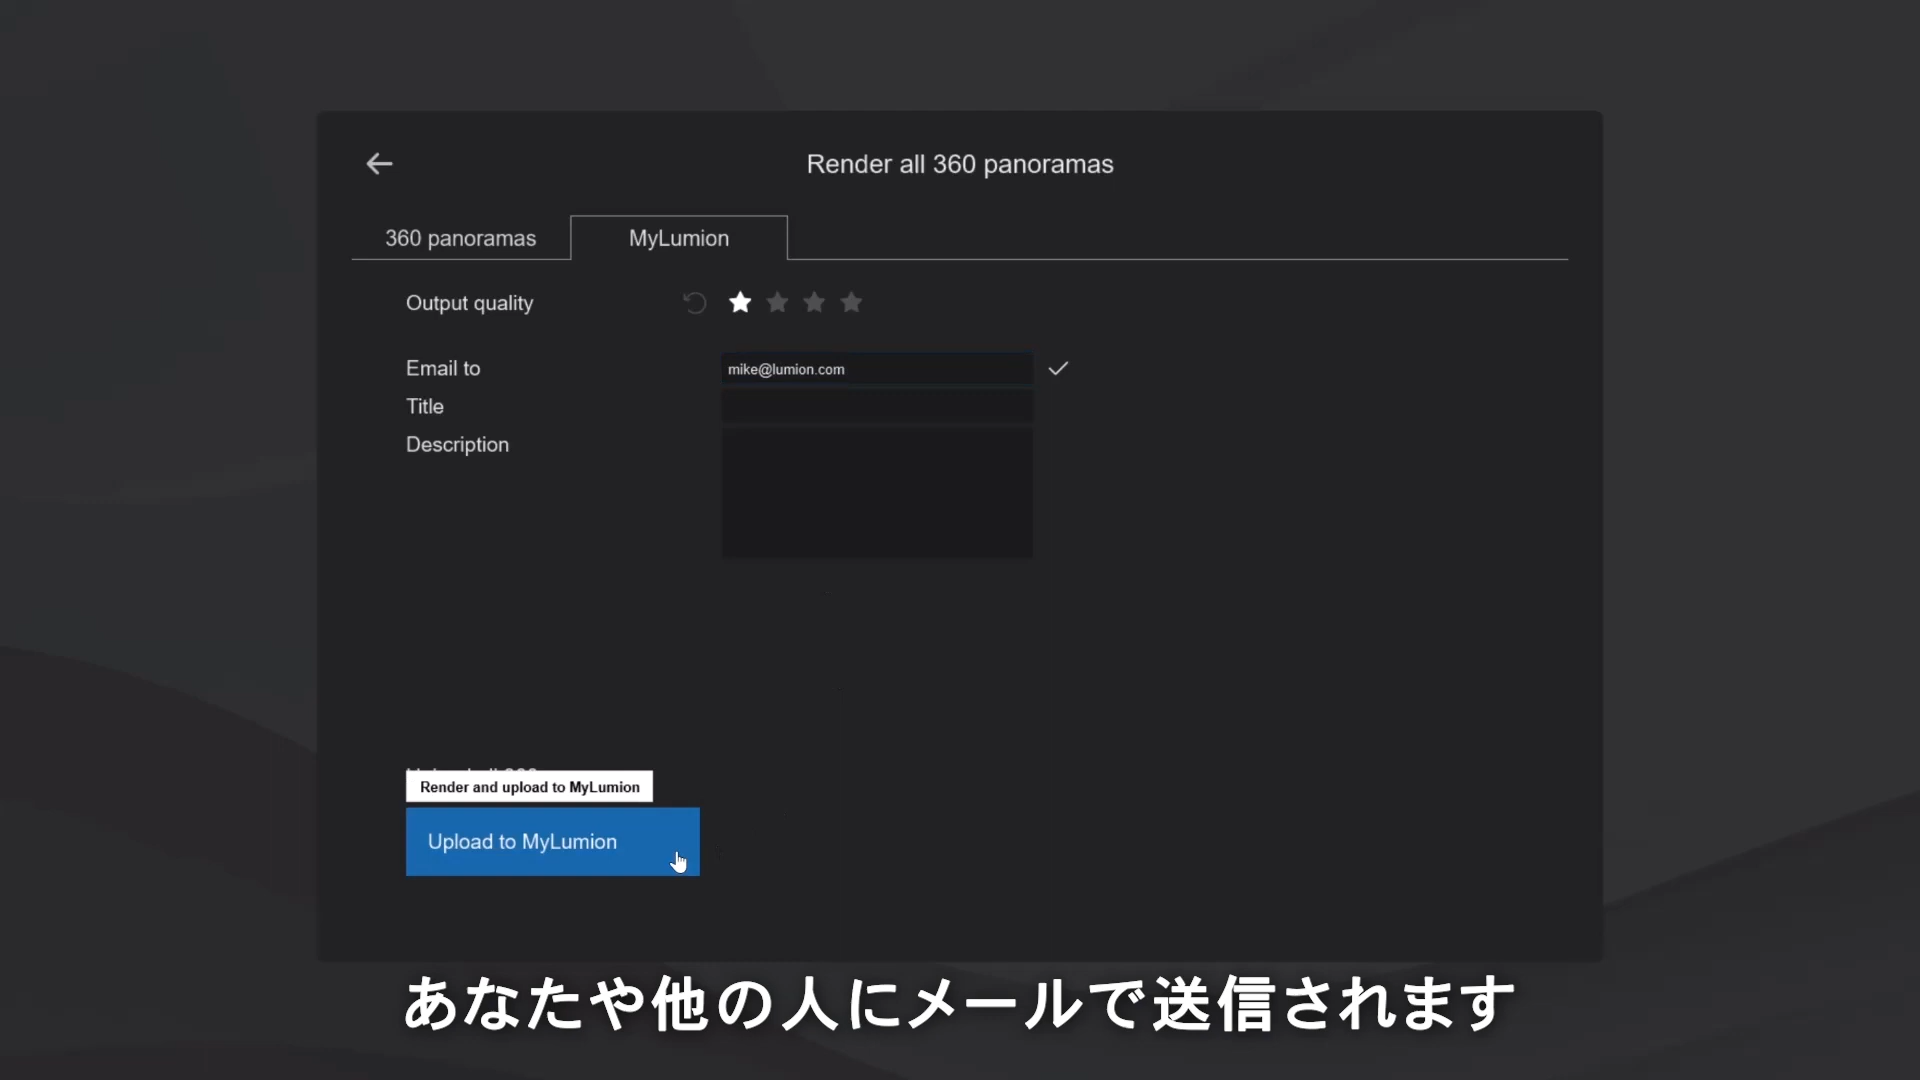 Render all 360 panoramas
360 panoramas
MyLumion
Output quality
Email to
mike@lumion.com
Title
Description
Render and upload to MyLumion
Upload to MyLumion
あなたや他の人にメールで送信されます